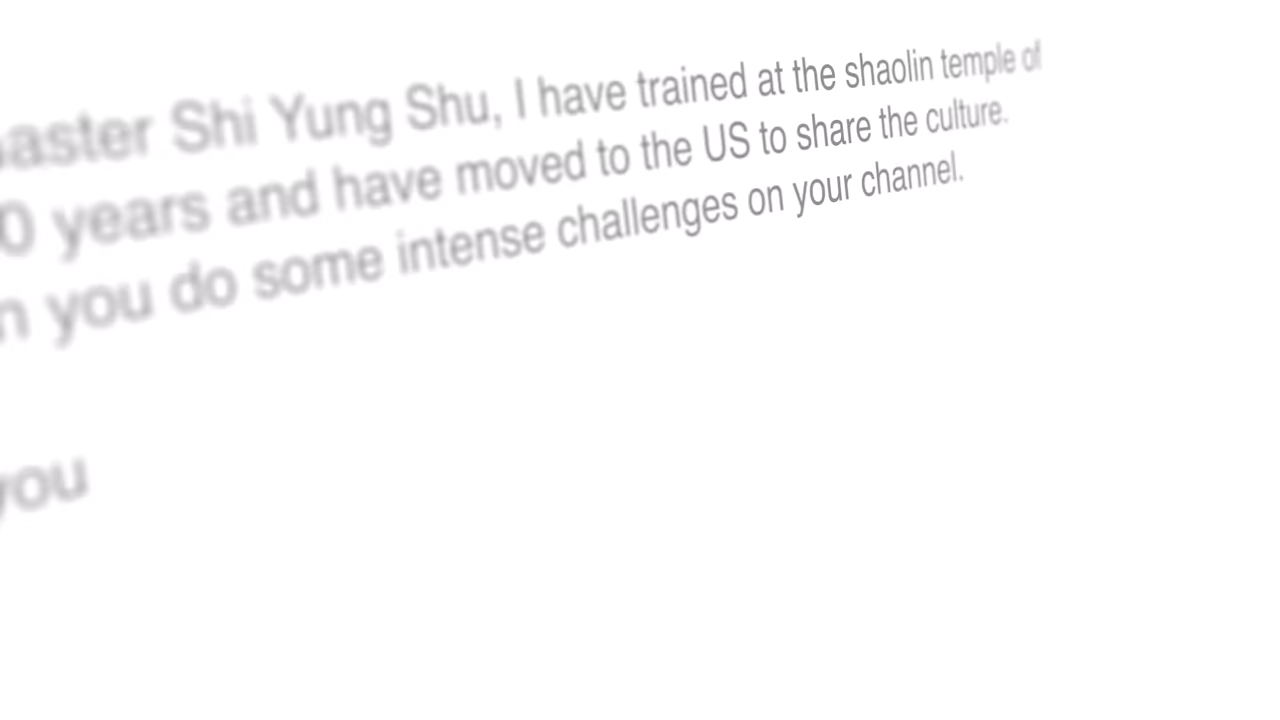 Shi Yung Shu, I have trained at the shaolin temple of
years and have moved to the US to share the culture.
you do some intense challenges on your channel.
you